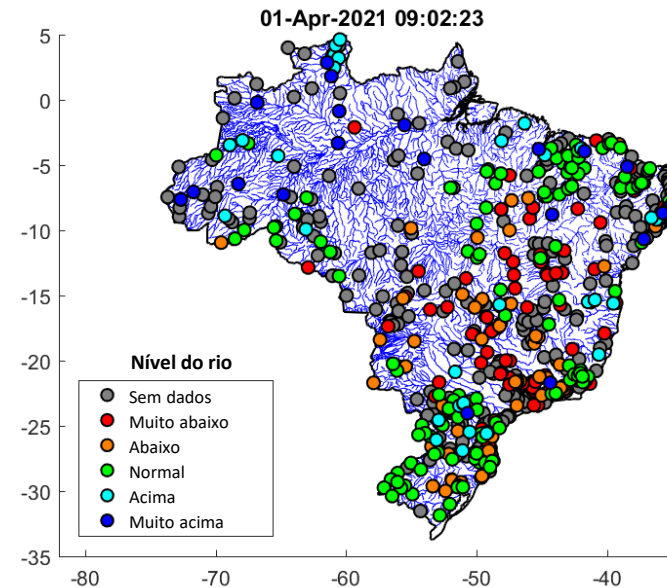 01-Apr-2021 09:02:23
5
0
-5
-10
-15
-20
-25
-30
-35
Nível do rio
Sem dados
Muito abaixo
Abaixo
Normal
Acima
Muito acima
-80
-70
-60
-50
-40